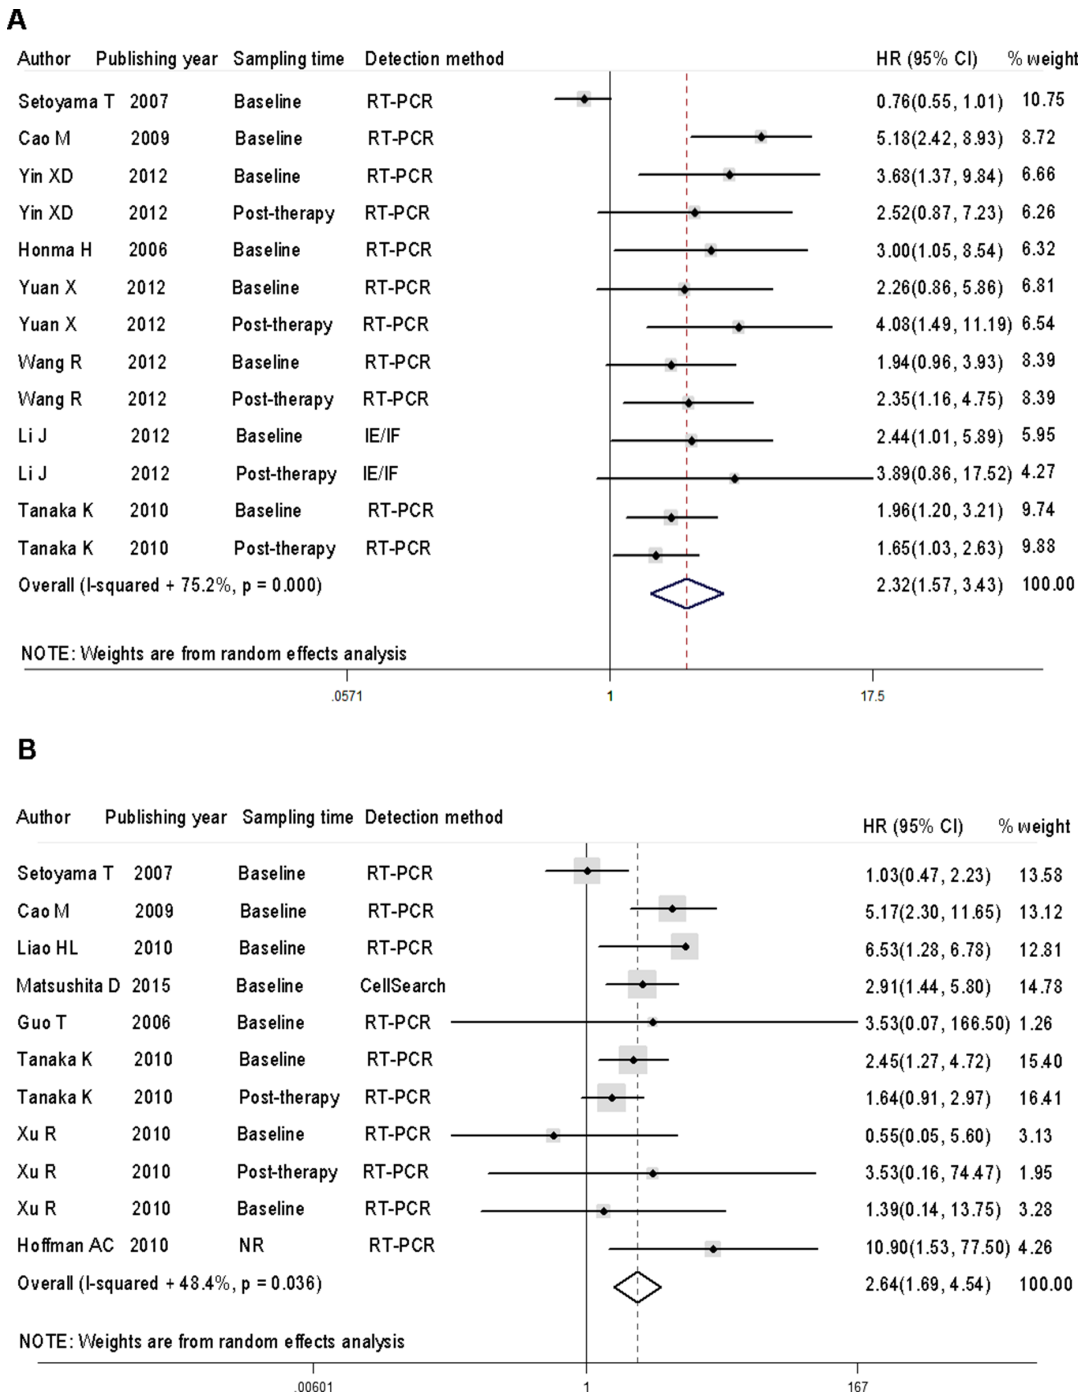 A
Author Publishing year Sampling time Detection method HR (95% CI) % weight
Setoyama T 2007 Baseline RT-PCR 0.76(0.55, 1.01) 10.75
Cao M 2009 Baseline RT-PCR 5.18(2.42, 8.93) 8.72
Yin XD 2012 Baseline RT-PCR 3.68(1.37, 9.84) 6.66
Yin XD 2012 Post-therapy RT-PCR 2.52(0.87, 7.23) 6.26
Honma H 2006 Baseline RT-PCR 3.00(1.05, 8.54) 6.32
Yuan X 2012 Baseline RT-PCR 2.26(0.86, 5.86) 6.81
Yuan X 2012 Post-therapy RT-PCR 4.08(1.49, 11.19) 6.54
Wang R 2012 Baseline RT-PCR 1.94(0.96, 3.93) 8.39
Wang R 2012 Post-therapy RT-PCR 2.35(1.16, 4.75) 8.39
Li J 2012 Baseline IE/IF 2.44(1.01, 5.89) 5.95
Li J 2012 Post-therapy IE/IF 3.89(0.86, 17.52) 4.27
Tanaka K 2010 Baseline RT-PCR 1.96(1.20, 3.21) 9.74
Tanaka K 2010 Post-therapy RT-PCR 1.65(1.03, 2.63) 9.88
Overall (I-squared + 75.2%, p = 0.000) 2.32(1.57, 3.43) 100.00
NOTE: Weights are from random effects analysis
.0571 1 17.5
B
Author Publishing year Sampling time Detection method HR (95% CI) % weight
Setoyama T 2007 Baseline RT-PCR 1.03(0.47, 2.23) 13.58
Cao M 2009 Baseline RT-PCR 5.17(2.30, 11.65) 13.12
Liao HL 2010 Baseline RT-PCR 6.53(1.28, 6.78) 12.81
Matsushita D 2015 Baseline CellSearch 2.91(1.44, 5.80) 14.78
Guo T 2006 Baseline RT-PCR 3.53(0.07, 166.50) 1.26
Tanaka K 2010 Baseline RT-PCR 2.45(1.27, 4.72) 15.40
Tanaka K 2010 Post-therapy RT-PCR 1.64(0.91, 2.97) 16.41
Xu R 2010 Baseline RT-PCR 0.55(0.05, 5.60) 3.13
Xu R 2010 Post-therapy RT-PCR 3.53(0.16, 74.47) 1.95
Xu R 2010 Baseline RT-PCR 1.39(0.14, 13.75) 3.28
Hoffman AC 2010 NR RT-PCR 10.90(1.53, 77.50) 4.26
Overall (I-squared + 48.4%, p = 0.036) 2.64(1.69, 4.54) 100.00
NOTE: Weights are from random effects analysis
.00601 1 167